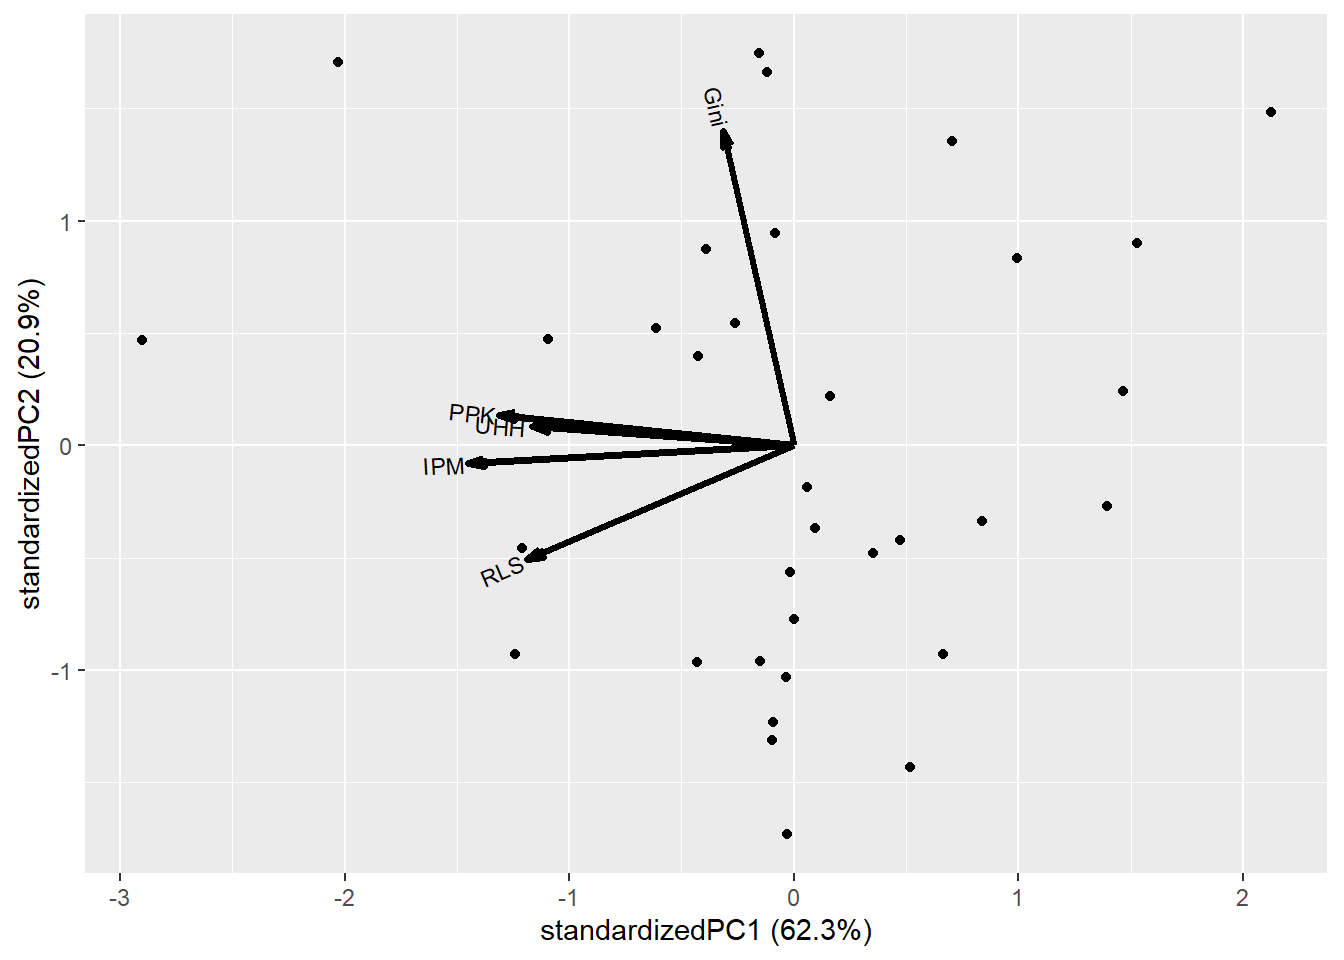 Gini
PPK
UHH
IPM
RLS
1
0
-1
-3
-2
-1
0
1
2
standardizedPC1 (62.3%)
standardizedPC2 (20.9%)